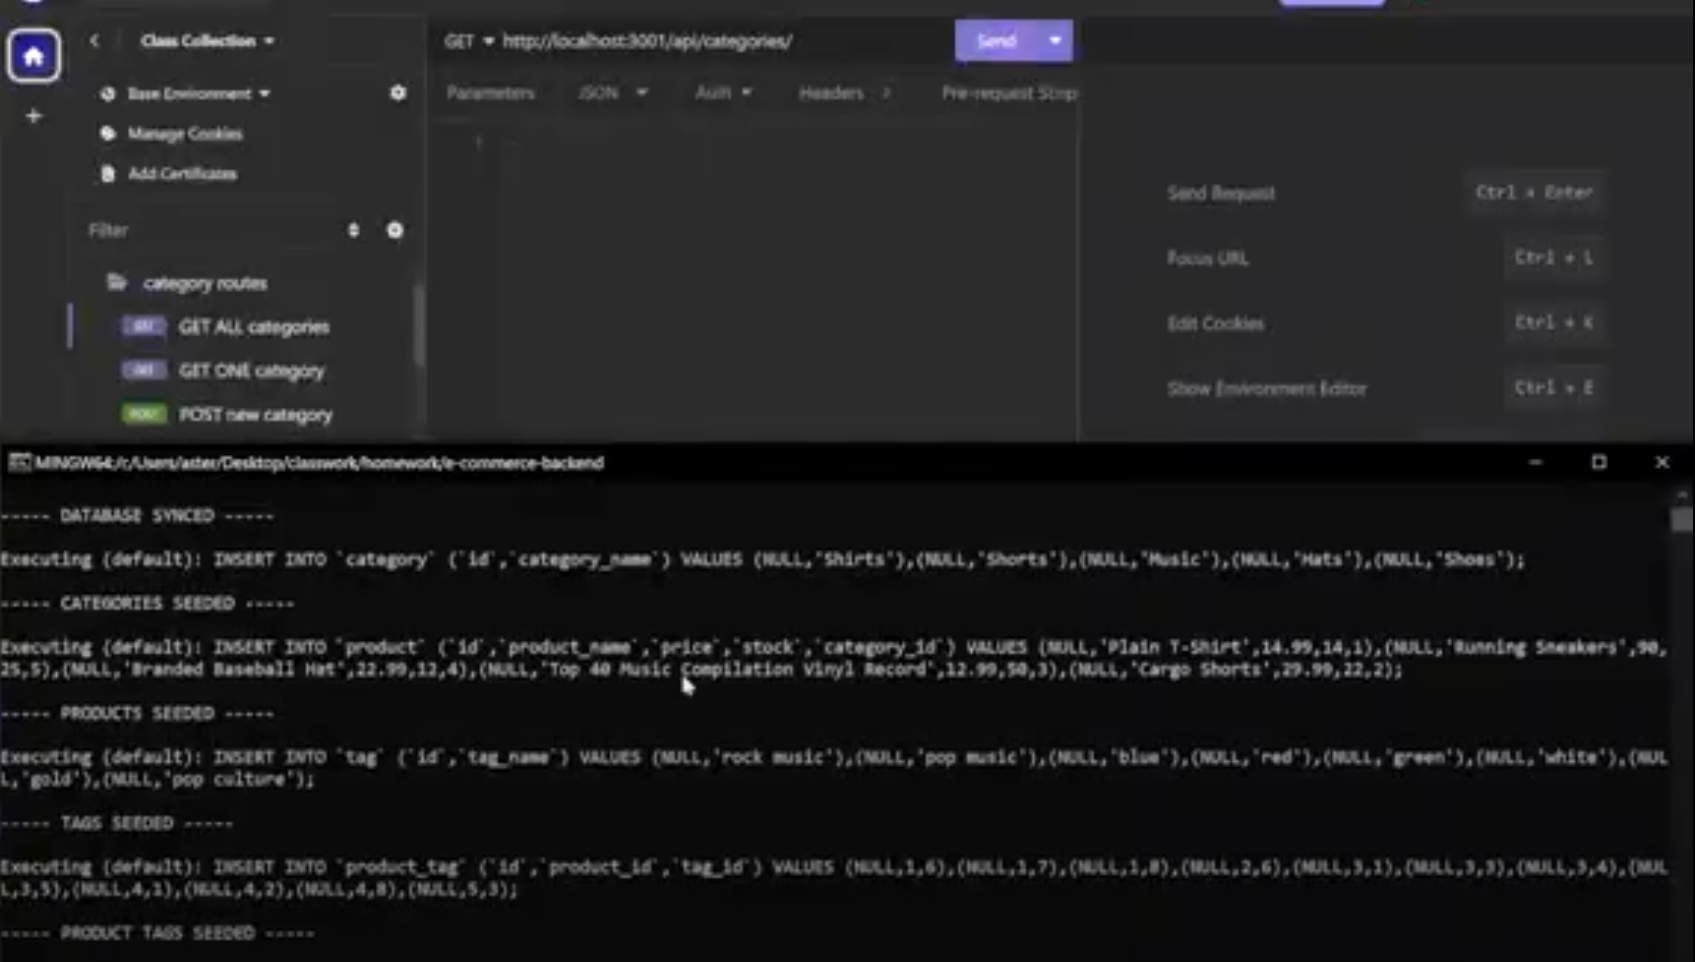 Class Collection
GET http://localhost:3001/api/categories/
Send
Base Environment
Parameters
JSON
Auth
Headers
Pre-request Scrip
Manage Cookies
Add Certificates
Send Request
Ctrl + Enter
Filter
Focus URL
Ctrl + L
category routes
GET ALL categories
Edit Cookies
Ctrl + K
GET ONE category
Show Environment Editor
Ctrl + E
POST POST new category
MINGW64:/c/Users/aster/Desktop/classwork/homework/e-commerce-backend
----- DATABASE SYNCED -----
Executing (default): INSERT INTO `category` (`id`,`category_name`) VALUES (NULL,'Shirts'),(NULL,'Shorts'),(NULL,'Music'),(NULL,'Hats'),(NULL,'Shoes');
----- CATEGORIES SEEDED -----
Executing (default): INSERT INTO `product` (`id`,`product_name`,`price`,`stock`,`category_id`) VALUES (NULL,'Plain T-Shirt',14.99,14,1),(NULL,'Running Sneakers',90,
25,5),(NULL,'Branded Baseball Hat',22.99,12,4),(NULL,'Top 40 Music Compilation Vinyl Record',12.99,50,3),(NULL,'Cargo Shorts',29.99,22,2);
----- PRODUCTS SEEDED -----
Executing (default): INSERT INTO `tag` (`id`,`tag_name`) VALUES (NULL,'rock music'),(NULL,'pop music'),(NULL,'blue'),(NULL,'red'),(NULL,'green'),(NULL,'white'),(NUL
L,'gold'),(NULL,'pop culture');
----- TAGS SEEDED -----
Executing (default): INSERT INTO `product_tag` (`id`,`product_id`,`tag_id`) VALUES (NULL,1,6),(NULL,1,7),(NULL,1,8),(NULL,2,6),(NULL,3,1),(NULL,3,3),(NULL,3,4),(NUL
L,3,5),(NULL,4,1),(NULL,4,2),(NULL,4,8),(NULL,5,3);
----- PRODUCT TAGS SEEDED -----